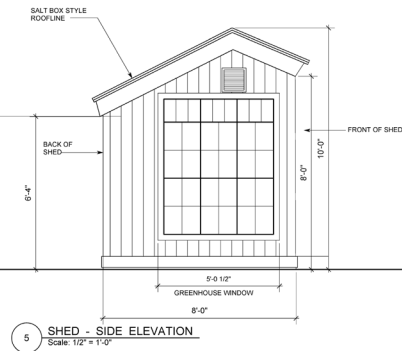 SALT BOX STYLE
ROOFLINE
BACK OF
SHED
FRONT OF SHED
6'-4"
8'-0"
10'-0"
5'-0 1/2"
GREENHOUSE WINDOW
8'-0"
5
SHED - SIDE ELEVATION
Scale: 1/2" = 1'-0"